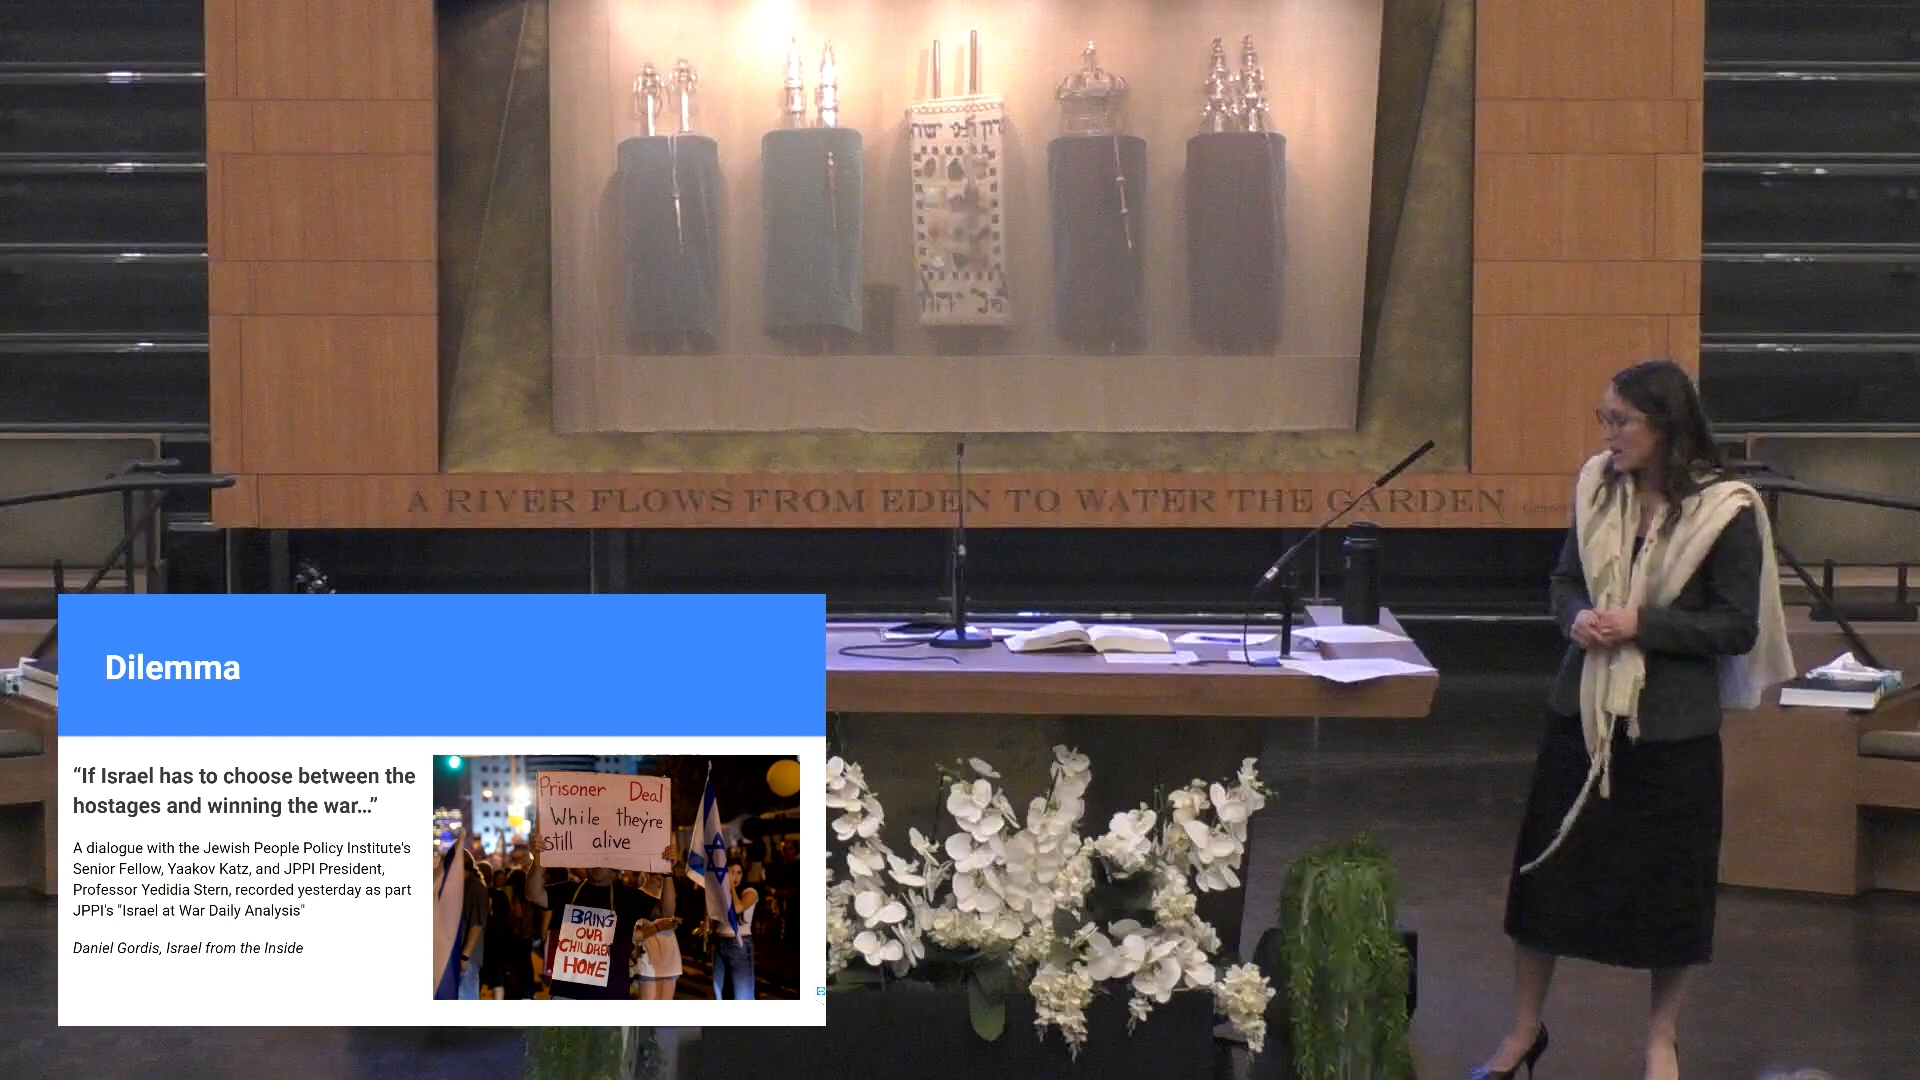 A RIVER FLOWS FROM EDEN TO WATER THE GARDEN
Dilemma
“If Israel has to choose between the
hostages and winning the war...”
A dialogue with the Jewish People Policy Institute's
Senior Fellow, Yaakov Katz, and JPPI President,
Professor Yedidia Stern, recorded yesterday as part
JPPI's "Israel at War Daily Analysis"
Daniel Gordis, Israel from the Inside
Prisoner Deal
While they're
still alive
BRING
OUR
CHILDREN
HOME